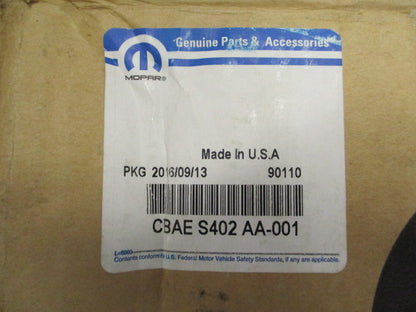 Genuine Parts & Accessories
MOPAR®
Made In U.S.A
PKG 2016/09/13 90110
CBAE S402 AA-001
Contents conform to U.S. Federal Motor Vehicle Safety Standards, if any are applicable.